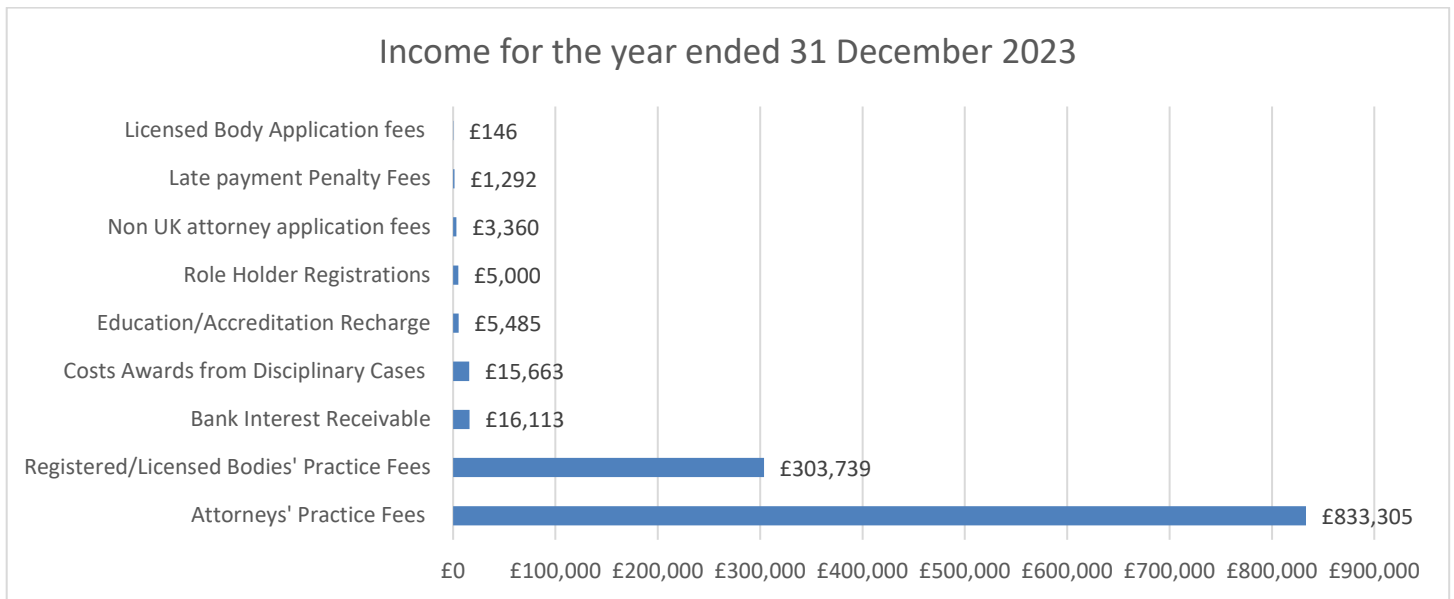 Income for the year ended 31 December 2023
Licensed Body Application fees £146
Late payment Penalty Fees £1,292
Non UK attorney application fees £3,360
Role Holder Registrations £5,000
Education/Accreditation Recharge £5,485
Costs Awards from Disciplinary Cases £15,663
Bank Interest Receivable £16,113
Registered/Licensed Bodies' Practice Fees £303,739
Attorneys' Practice Fees £833,305
£0 £100,000 £200,000 £300,000 £400,000 £500,000 £600,000 £700,000 £800,000 £900,000